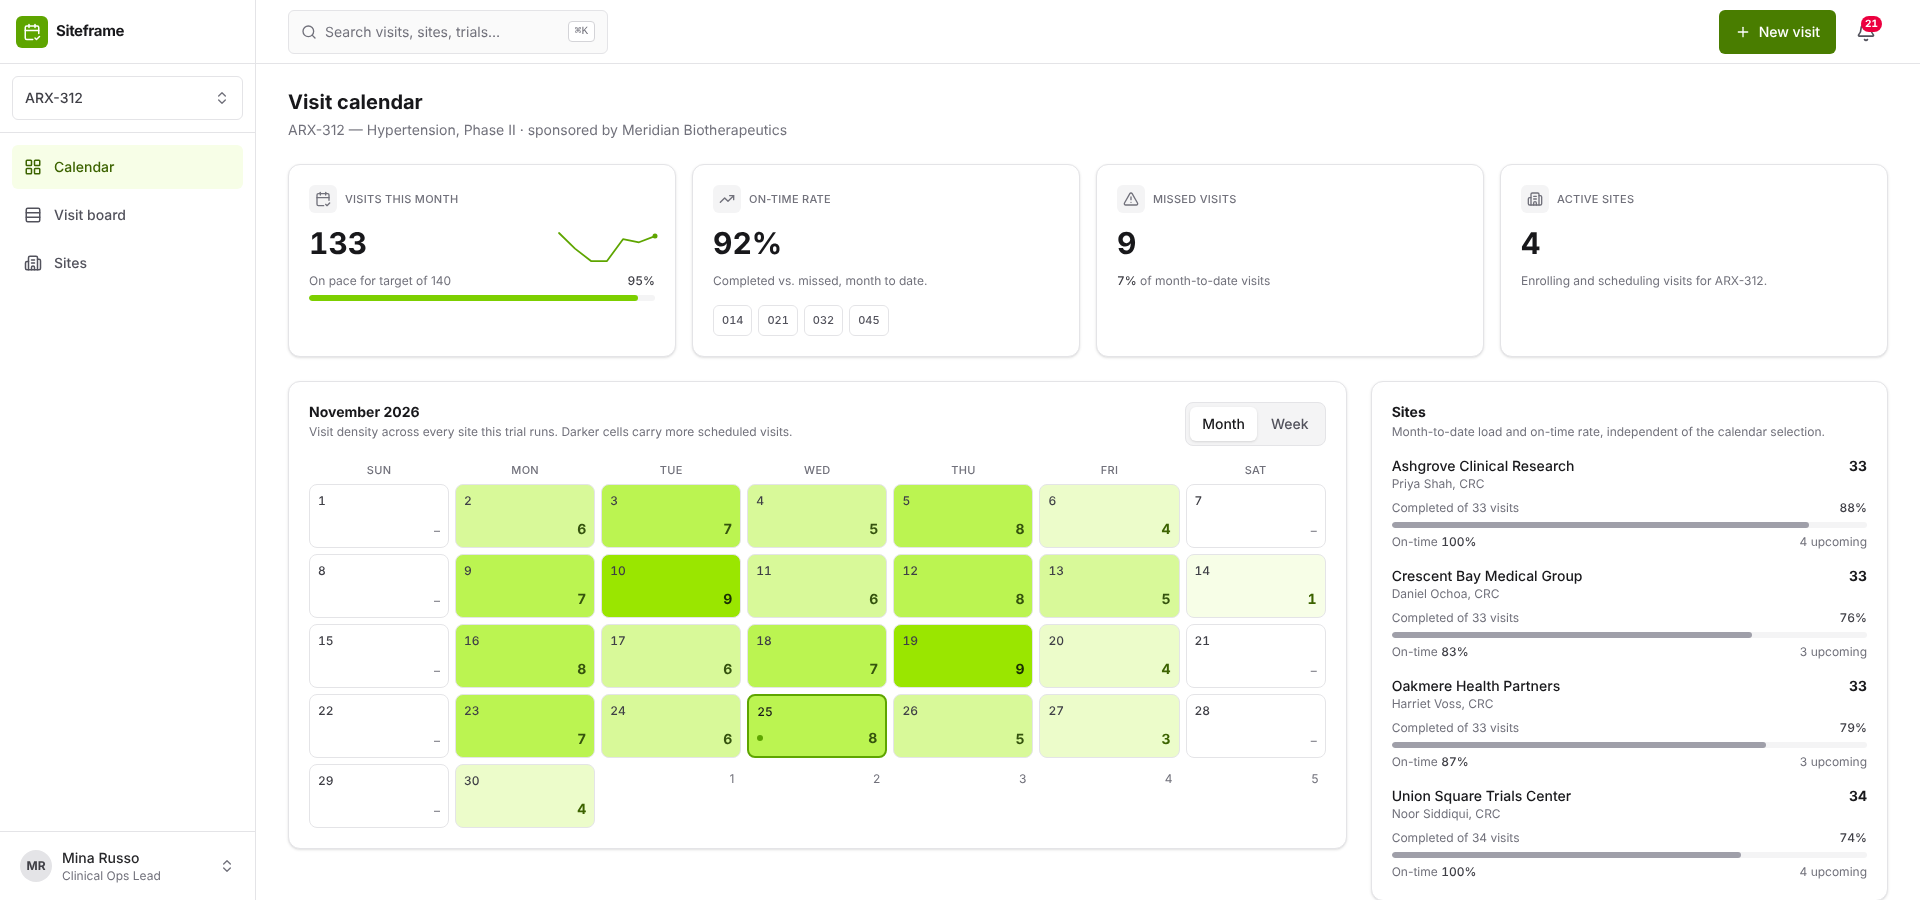 Siteframe
Search visits, sites, trials... ⌘K
+ New visit
21
ARX-312
Calendar
Visit board
Sites
Visit calendar
ARX-312 — Hypertension, Phase II · sponsored by Meridian Biotherapeutics
VISITS THIS MONTH
133
On pace for target of 140 95%
ON-TIME RATE
92%
Completed vs. missed, month to date.
014 021 032 045
MISSED VISITS
9
7% of month-to-date visits
ACTIVE SITES
4
Enrolling and scheduling visits for ARX-312.
November 2026
Visit density across every site this trial runs. Darker cells carry more scheduled visits.
Month Week
SUN MON TUE WED THU FRI SAT
1 2 3 4 5 6 7
– 6 7 5 8 4 –
8 9 10 11 12 13 14
– 7 9 6 8 5 1
15 16 17 18 19 20 21
– 8 6 7 9 4 –
22 23 24 25 26 27 28
– 7 6 8 5 3 –
29 30 1 2 3 4 5
– 4
Sites
Month-to-date load and on-time rate, independent of the calendar selection.
Ashgrove Clinical Research 33
Priya Shah, CRC
Completed of 33 visits 88%
On-time 100% 4 upcoming
Crescent Bay Medical Group 33
Daniel Ochoa, CRC
Completed of 33 visits 76%
On-time 83% 3 upcoming
Oakmere Health Partners 33
Harriet Voss, CRC
Completed of 33 visits 79%
On-time 87% 3 upcoming
Union Square Trials Center 34
Noor Siddiqui, CRC
Completed of 34 visits 74%
On-time 100% 4 upcoming
MR
Mina Russo
Clinical Ops Lead